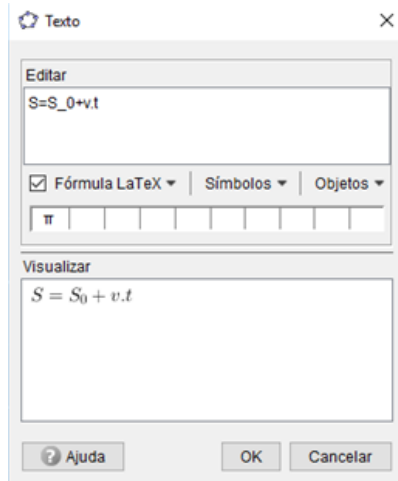 Texto
Editar
S=S_0+v.t
Fórmula LaTeX Símbolos Objetos
π
Visualizar
S = S₀ + v.t
Ajuda OK Cancelar